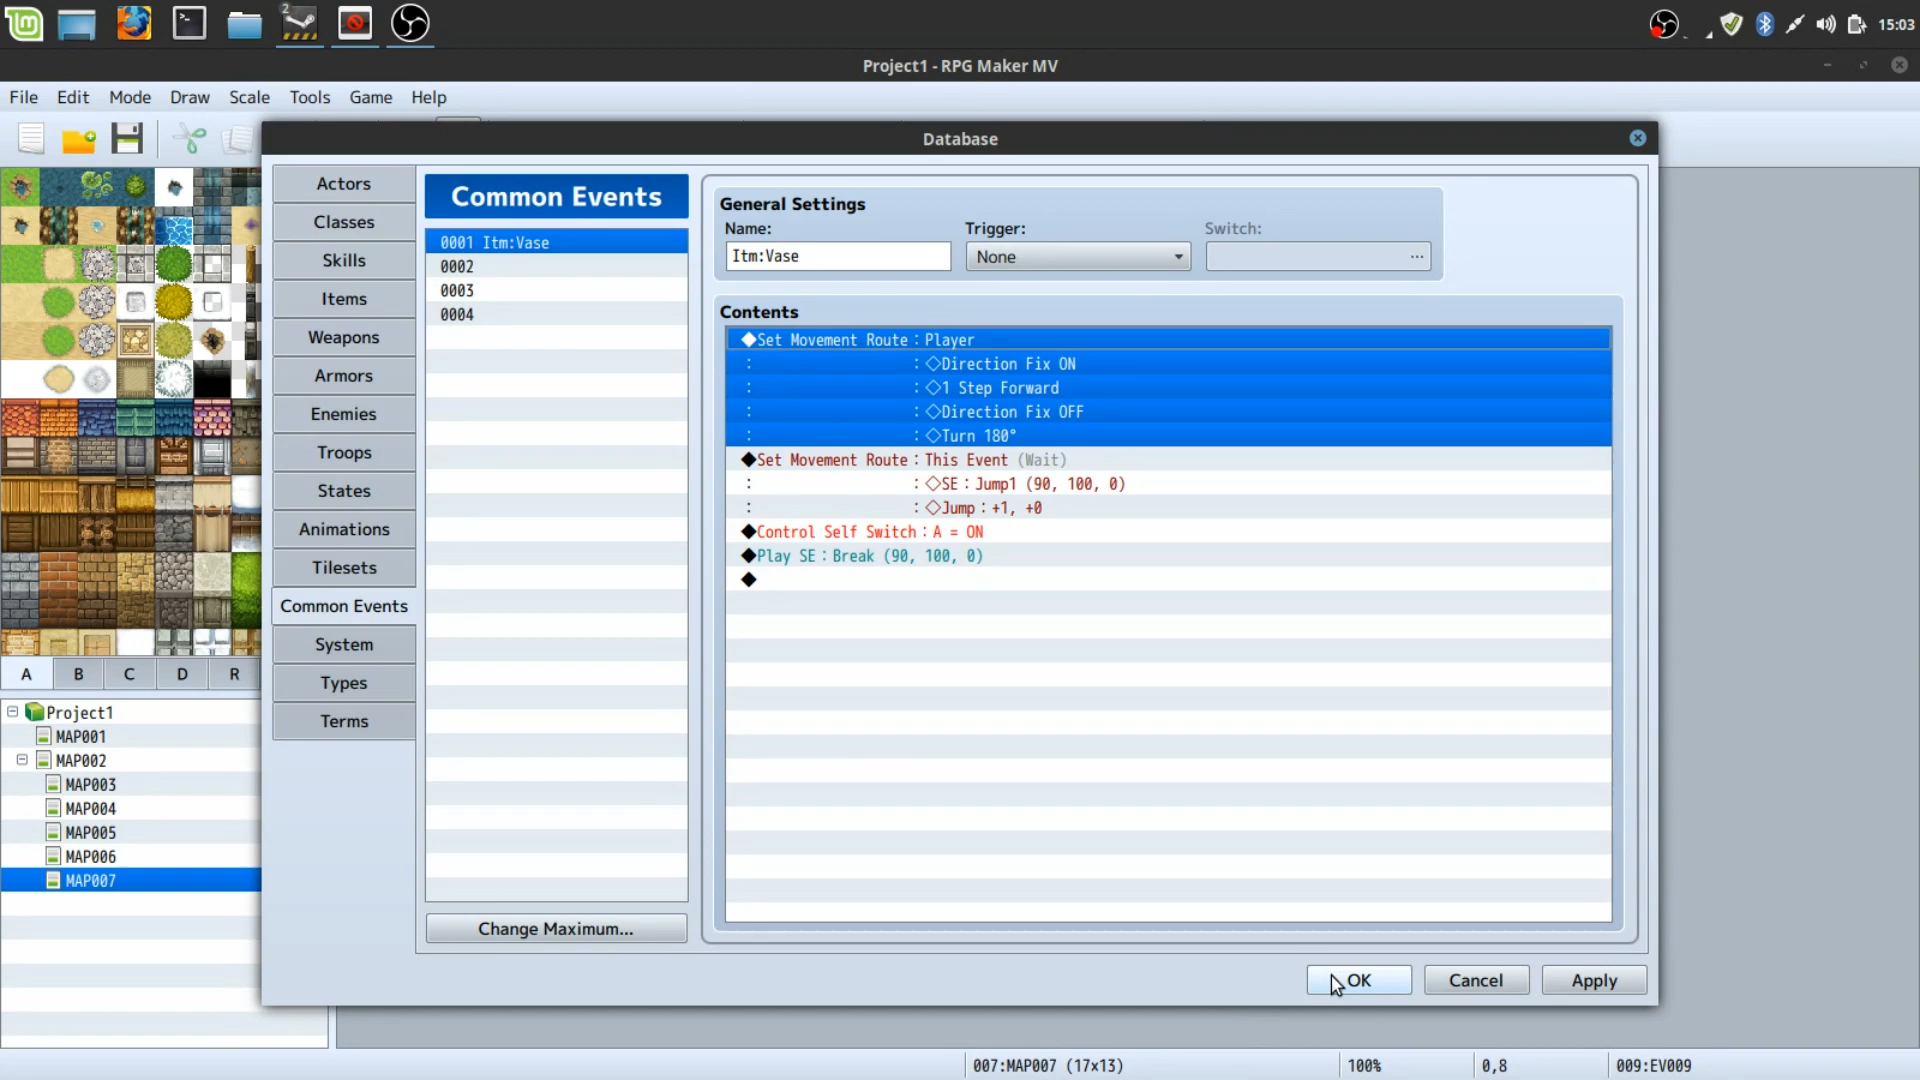 2
15:03
Project1 - RPG Maker MV
File Edit Mode Draw Scale Tools Game Help
Database
Actors
Classes
Skills
Items
Weapons
Armors
Enemies
Troops
States
Animations
Tilesets
Common Events
System
Types
Terms
Common Events
0001 Itm:Vase
0002
0003
0004
Change Maximum...
General Settings
Name: Trigger: Switch:
Itm:Vase None ...
Contents
◆Set Movement Route：Player
: ：◇Direction Fix ON
: ：◇1 Step Forward
: ：◇Direction Fix OFF
: ：◇Turn 180°
◆Set Movement Route：This Event (Wait)
: ：◇SE：Jump1 (90, 100, 0)
: ：◇Jump：+1, +0
◆Control Self Switch：A = ON
◆Play SE：Break (90, 100, 0)
◆
OK Cancel Apply
A B C D R
Project1
MAP001
MAP002
MAP003
MAP004
MAP005
MAP006
MAP007
007:MAP007 (17x13) 100% 0,8 009:EV009